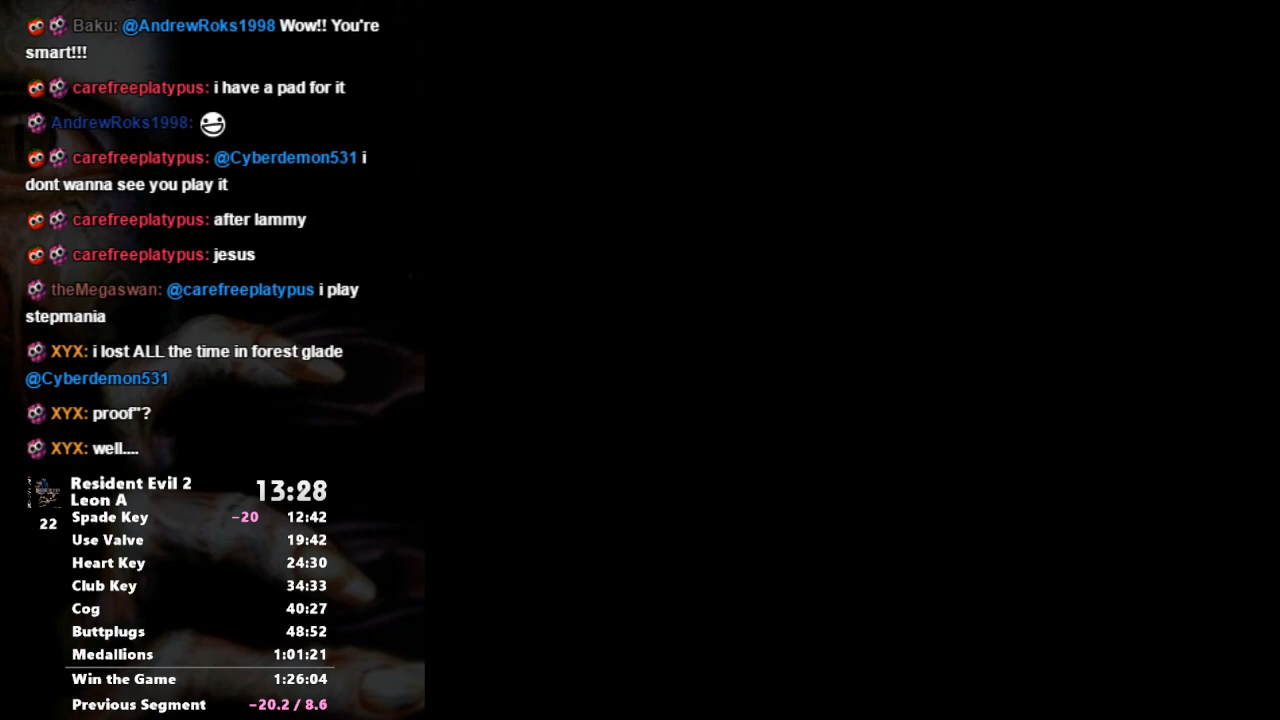 Baku: @AndrewRoks1998 Wow!! You're
smart!!!
carefreeplatypus: i have a pad for it
AndrewRoks1998:
carefreeplatypus: @Cyberdemon531 i
dont wanna see you play it
carefreeplatypus: after lammy
carefreeplatypus: jesus
theMegaswan: @carefreeplatypus i play
stepmania
XYX: i lost ALL the time in forest glade
@Cyberdemon531
XYX: proof"?
XYX: well....
Resident Evil 2
Leon A 13:28
22
Spade Key -20 12:42
Use Valve 19:42
Heart Key 24:30
Club Key 34:33
Cog 40:27
Buttplugs 48:52
Medallions 1:01:21
Win the Game 1:26:04
Previous Segment -20.2 / 8.6